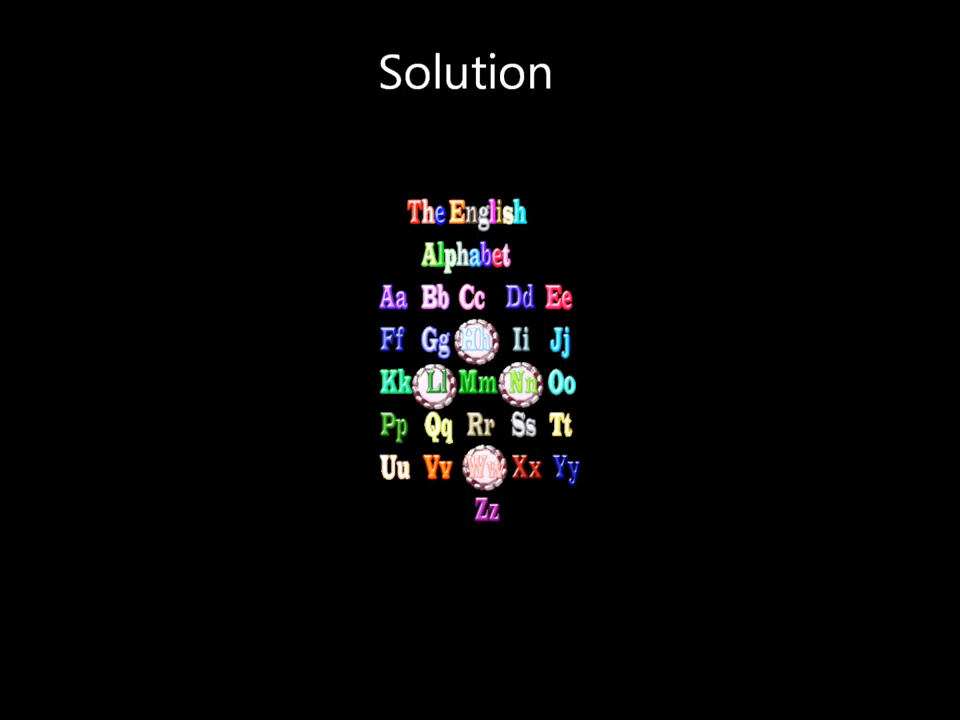 Solution
The English
Alphabet
Aa Bb Cc Dd Ee
Ff Gg Hh Ii Jj
Kk Ll Mm Nn Oo
Pp Qq Rr Ss Tt
Uu Vv Ww Xx Yy
Zz